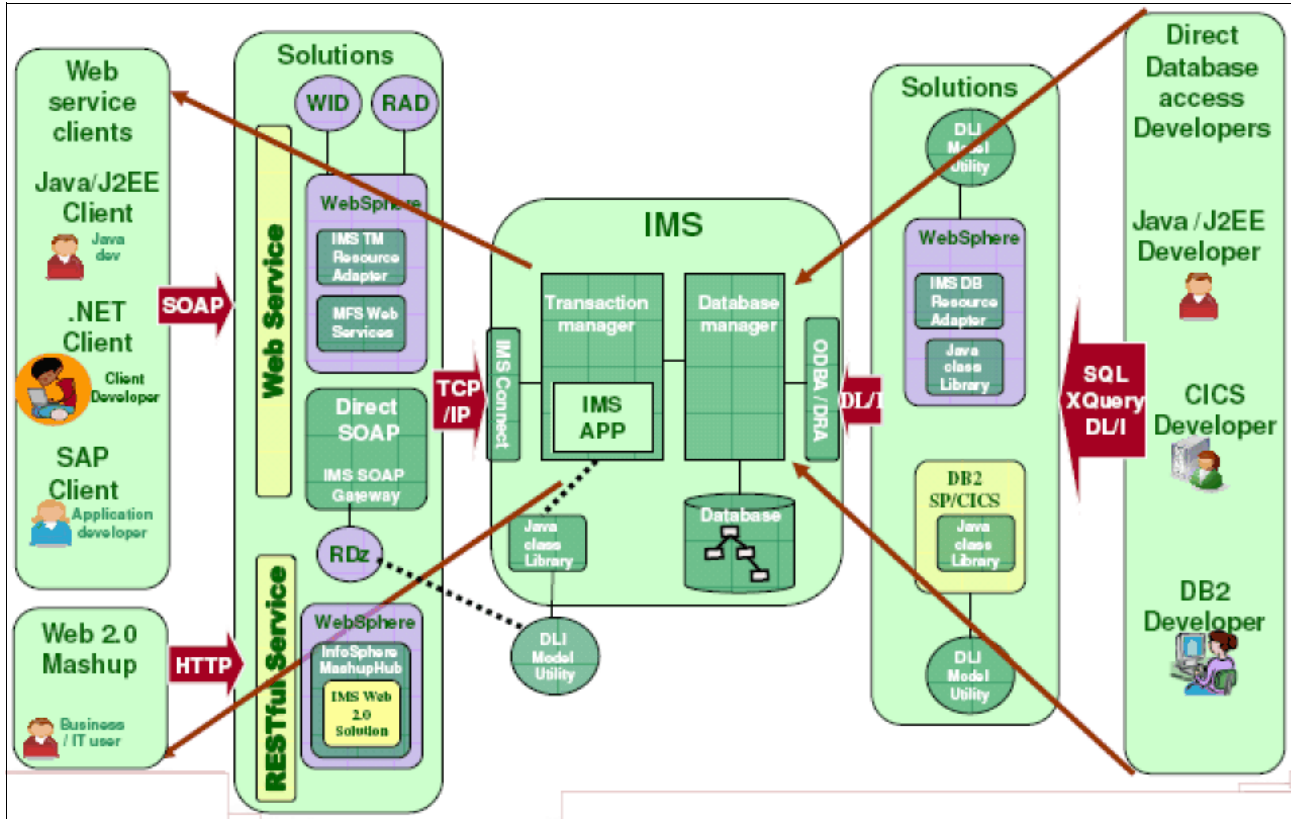 Web
service
clients
Java/J2EE
Client
Java
dev
.NET
Client
Client
Developer
SAP
Client
Application
developer
Web 2.0
Mashup
Business
/ IT user
SOAP
HTTP
Solutions
WID
RAD
Web Service
WebSphere
IMS TM
Resource
Adapter
MFS Web
Services
Direct
SOAP
IMS SOAP
Gateway
RDz
RESTful Service
WebSphere
InfoSphere
MashupHub
IMS Web
2.0
Solution
TCP
/IP
IMS
IMS Connect
Transaction
manager
IMS
APP
Database
manager
ODBA / DRA
Java
class
Library
Database
DLI
Model
Utility
DL/I
Solutions
DLI
Model
Utility
WebSphere
IMS DB
Resource
Adapter
Java
class
Library
DB2
SP/CICS
Java
class
Library
DLI
Model
Utility
SQL
XQuery
DL/I
Direct
Database
access
Developers
Java /J2EE
Developer
CICS
Developer
DB2
Developer